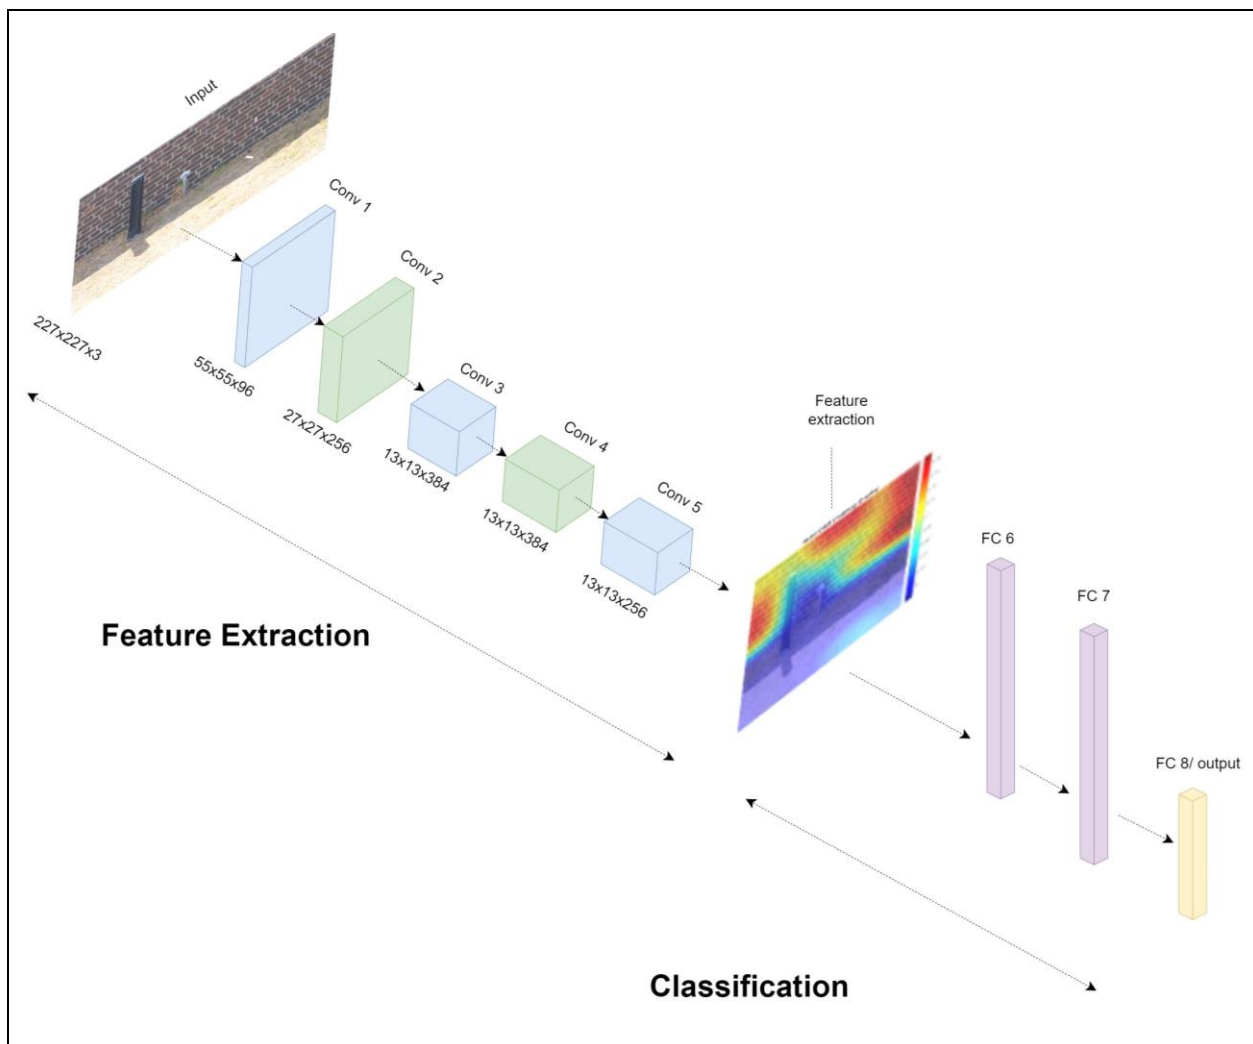 Input
227x227x3
Conv 1
55x55x96
Conv 2
27x27x256
Conv 3
13x13x384
Conv 4
13x13x384
Conv 5
13x13x256
Feature Extraction
Feature
extraction
FC 6
FC 7
FC 8/ output
Classification